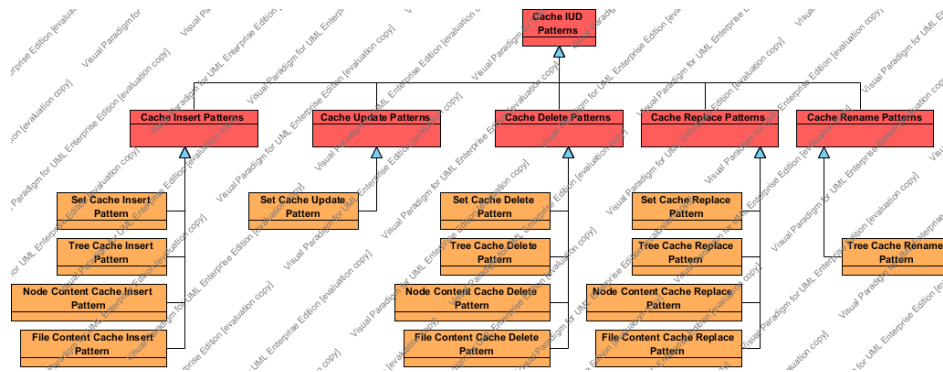 Cache IUD
Patterns
Cache Insert Patterns
Cache Update Patterns
Cache Delete Patterns
Cache Replace Patterns
Cache Rename Patterns
Set Cache Insert
Pattern
Set Cache Update
Pattern
Set Cache Delete
Pattern
Set Cache Replace
Pattern
Tree Cache Insert
Pattern
Tree Cache Delete
Pattern
Tree Cache Replace
Pattern
Tree Cache Rename
Pattern
Node Content Cache Insert
Pattern
Node Content Cache Delete
Pattern
Node Content Cache Replace
Pattern
File Content Cache Insert
Pattern
File Content Cache Delete
Pattern
File Content Cache Replace
Pattern
Visual Paradigm for UML Enterprise Edition [evaluation copy]